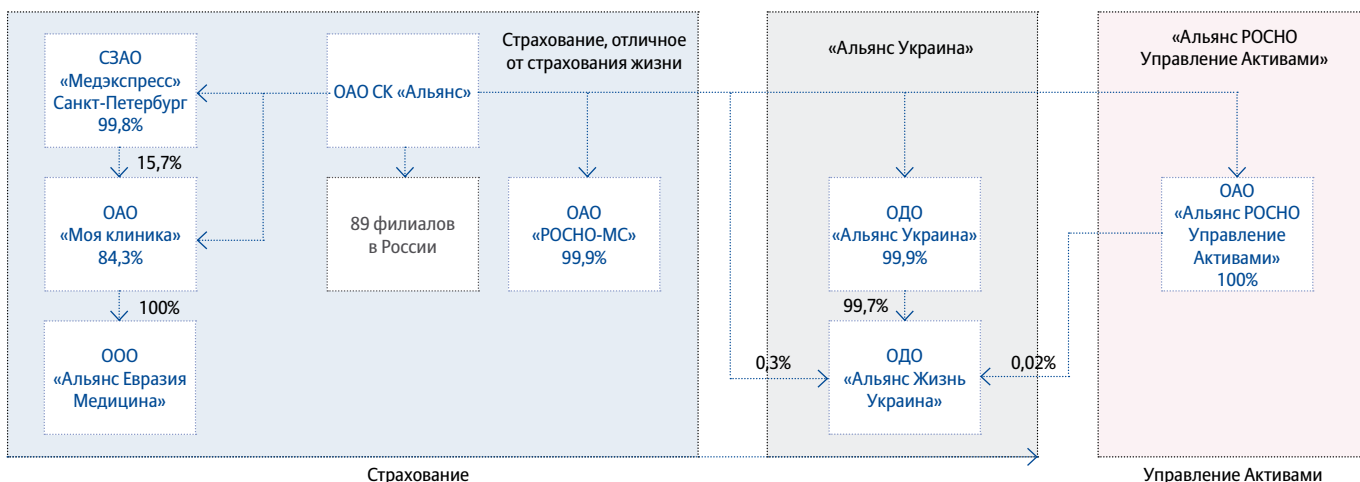 Страхование, отличное
от страхования жизни
«Альянс Украина»
«Альянс РОСНО
Управление Активами»
СЗАО
«Медэкспресс»
Санкт-Петербург
99,8%
ОАО СК «Альянс»
15,7%
ОАО
«Моя клиника»
84,3%
89 филиалов
в России
ОАО
«РОСНО-МС»
99,9%
ОДО
«Альянс Украина»
99,9%
ОАО
«Альянс РОСНО
Управление
Активами»
100%
100%
99,7%
ООО
«Альянс Евразия
Медицина»
0,3%
ОДО
«Альянс Жизнь
Украина»
0,02%
Страхование
Управление Активами